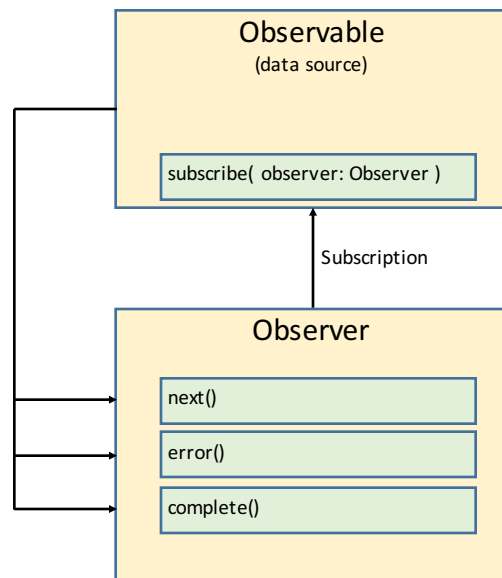 Observable
(data source)
subscribe( observer: Observer )
Subscription
Observer
next()
error()
complete()